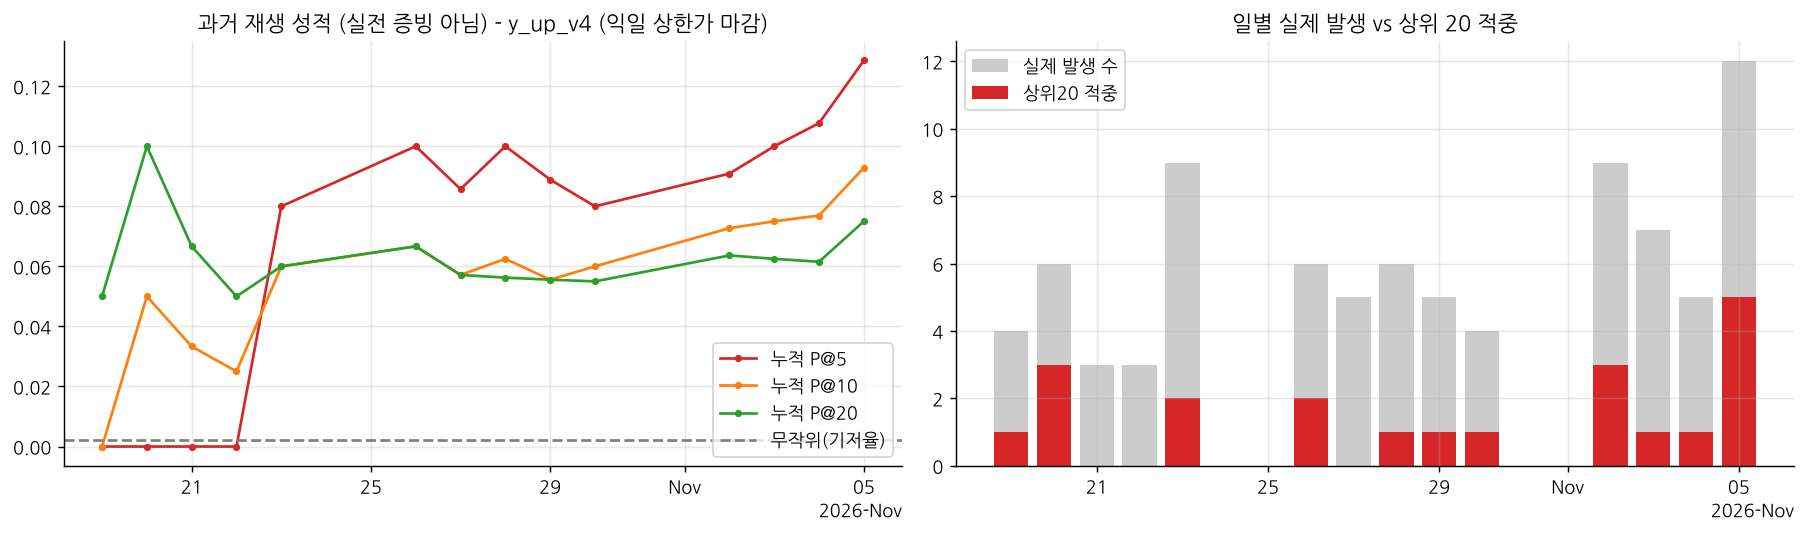 과거 재생 성적 (실전 증빙 아님) - y_up_v4 (익일 상한가 마감)
0.12
0.10
0.08
0.06
0.04
0.02
0.00
누적 P@5
누적 P@10
누적 P@20
무작위(기저율)
21
25
29
Nov
05
2026-Nov
일별 실제 발생 vs 상위 20 적중
실제 발생 수
상위20 적중
12
10
8
6
4
2
0
21
25
29
Nov
05
2026-Nov